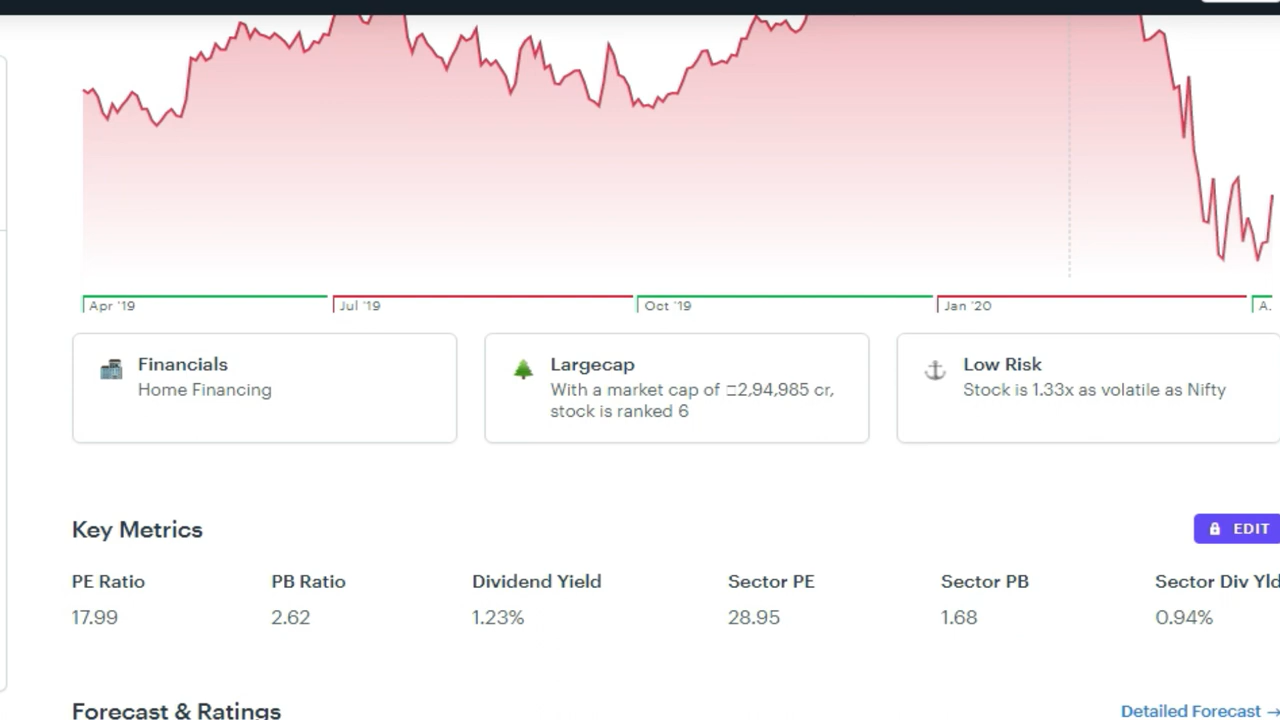 Apr '19
Jul '19
Oct '19
Jan '20
A.
Financials
Home Financing
Largecap
With a market cap of □2,94,985 cr,
stock is ranked 6
Low Risk
Stock is 1.33x as volatile as Nifty
Key Metrics
EDIT
PE Ratio
PB Ratio
Dividend Yield
Sector PE
Sector PB
Sector Div Yld
17.99
2.62
1.23%
28.95
1.68
0.94%
Forecast & Ratings
Detailed Forecast →